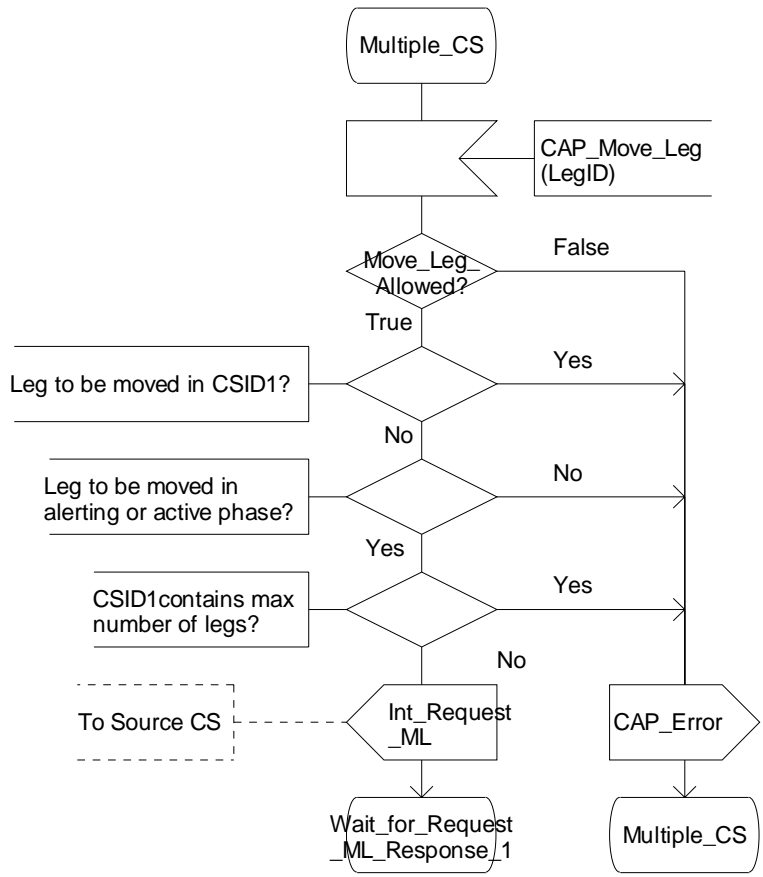 Multiple_CS
CAP_Move_Leg
(LegID)
Move_Leg_
Allowed?
False
True
Leg to be moved in CSID1?
Yes
No
Leg to be moved in
alerting or active phase?
No
Yes
CSID1contains max
number of legs?
Yes
No
To Source CS
Int_Request
_ML
CAP_Error
Wait_for_Request
_ML_Response_1
Multiple_CS